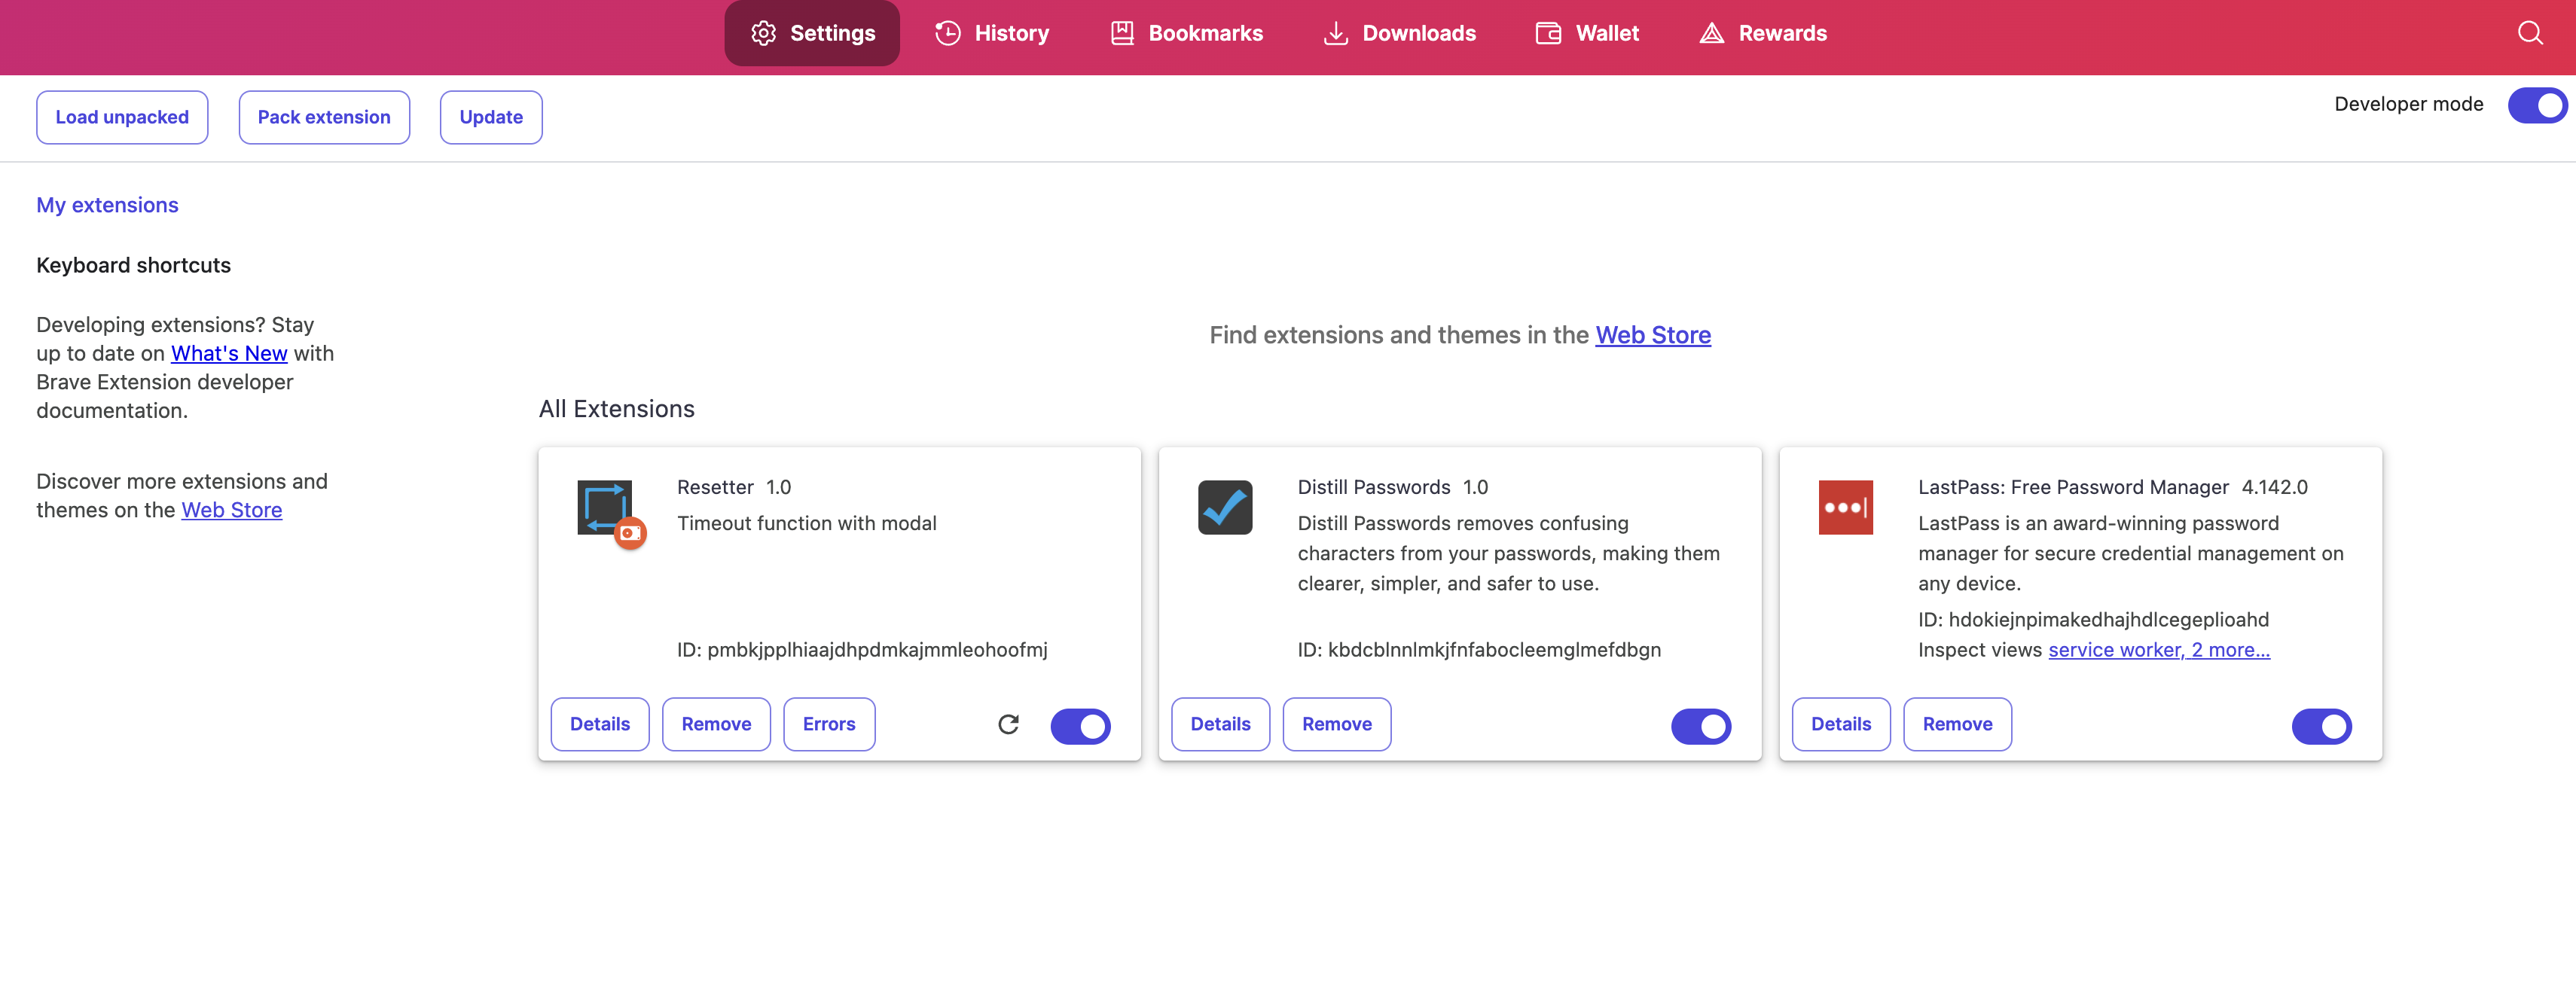 Settings
History
Bookmarks
Downloads
Wallet
Rewards
Load unpacked
Pack extension
Update
Developer mode
My extensions
Keyboard shortcuts
Developing extensions? Stay
up to date on What's New with
Brave Extension developer
documentation.
Discover more extensions and
themes on the Web Store
Find extensions and themes in the Web Store
All Extensions
Resetter 1.0
Timeout function with modal
ID: pmbkjpplhiaajdhpdmkajmmleohoofmj
Details
Remove
Errors
Distill Passwords 1.0
Distill Passwords removes confusing
characters from your passwords, making them
clearer, simpler, and safer to use.
ID: kbdcblnnlmkjfnfabocleemglmefdbgn
Details
Remove
LastPass: Free Password Manager 4.142.0
LastPass is an award-winning password
manager for secure credential management on
any device.
ID: hdokiejnpimakedhajhdlcegeplioahd
Inspect views service worker, 2 more...
Details
Remove